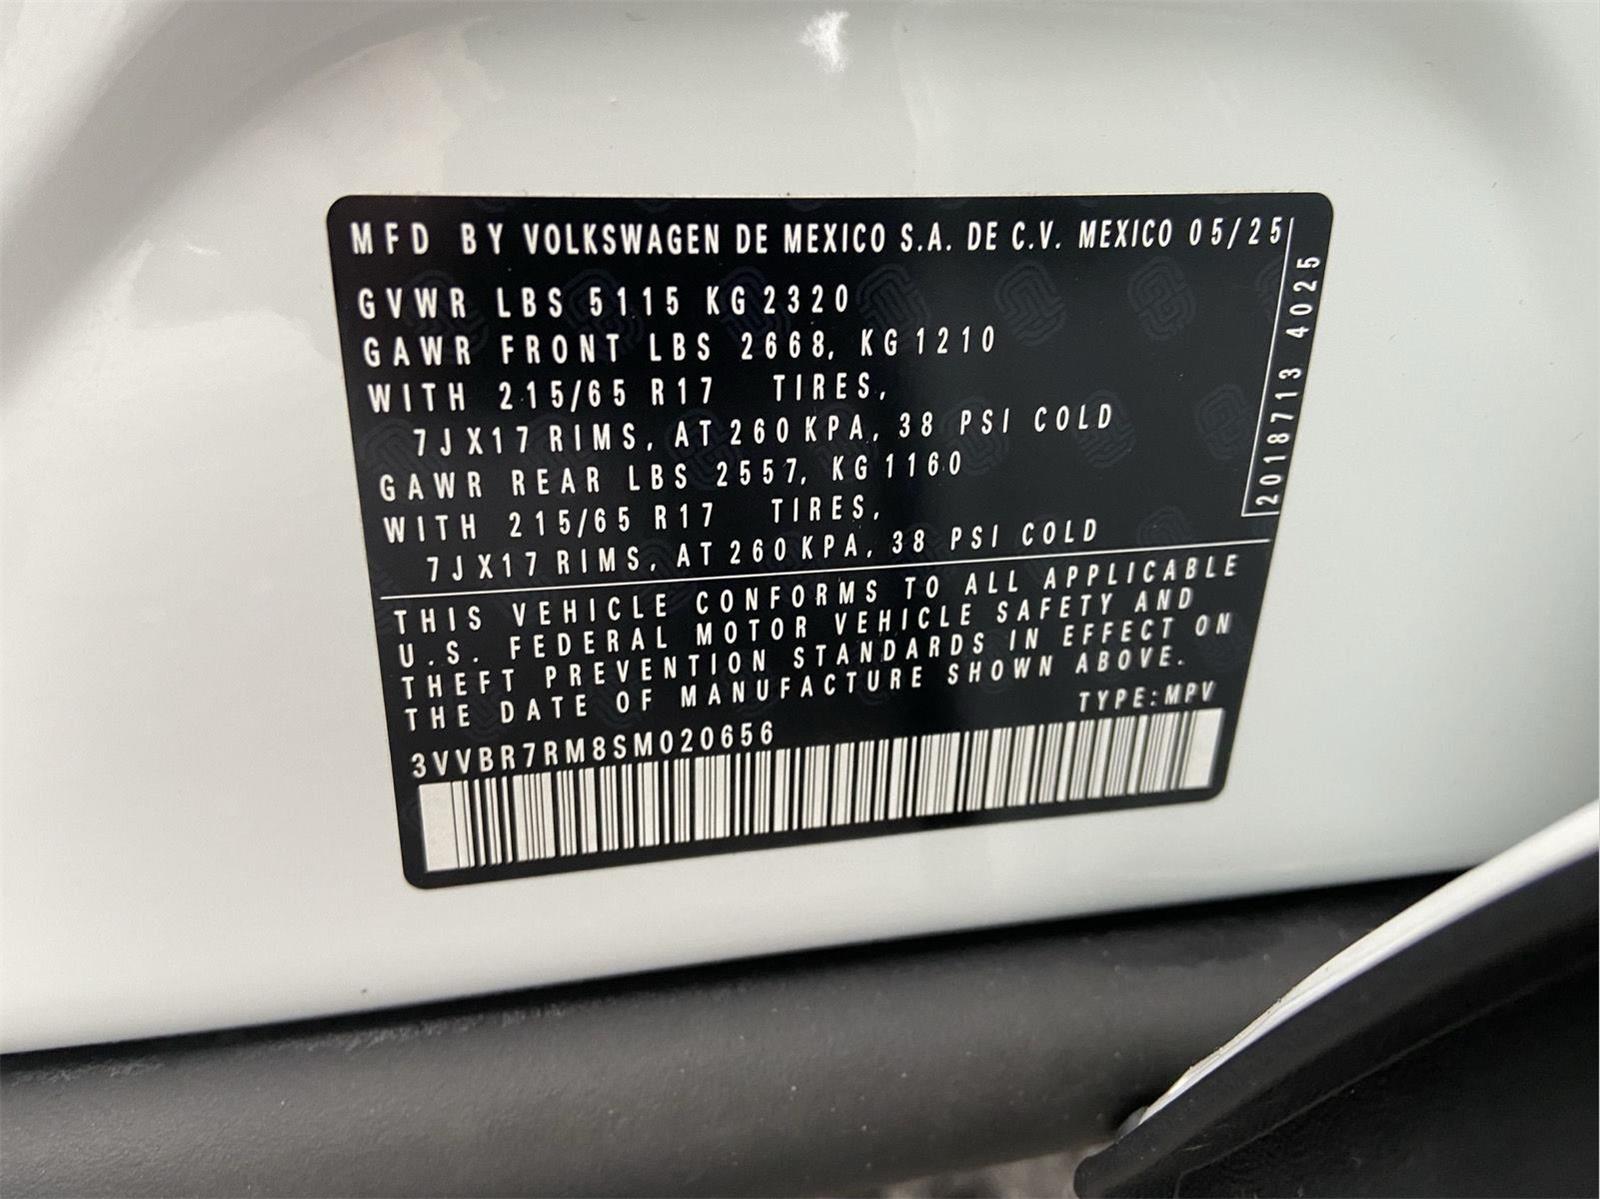 MFD BY VOLKSWAGEN DE MEXICO S.A. DE C.V. MEXICO 05/25
GVWR LBS 5115 KG 2320
GAWR FRONT LBS 2668, KG 1210
WITH 215/65 R17 TIRES,
7JX17 RIMS, AT 260 KPA, 38 PSI COLD
GAWR REAR LBS 2557, KG 1160
WITH 215/65 R17 TIRES,
7JX17 RIMS, AT 260 KPA, 38 PSI COLD
2018713 4025
THIS VEHICLE CONFORMS TO ALL APPLICABLE
U.S. FEDERAL MOTOR VEHICLE SAFETY AND
THEFT PREVENTION STANDARDS IN EFFECT ON
THE DATE OF MANUFACTURE SHOWN ABOVE.
TYPE:MPV
3VVBR7RM8SM020656